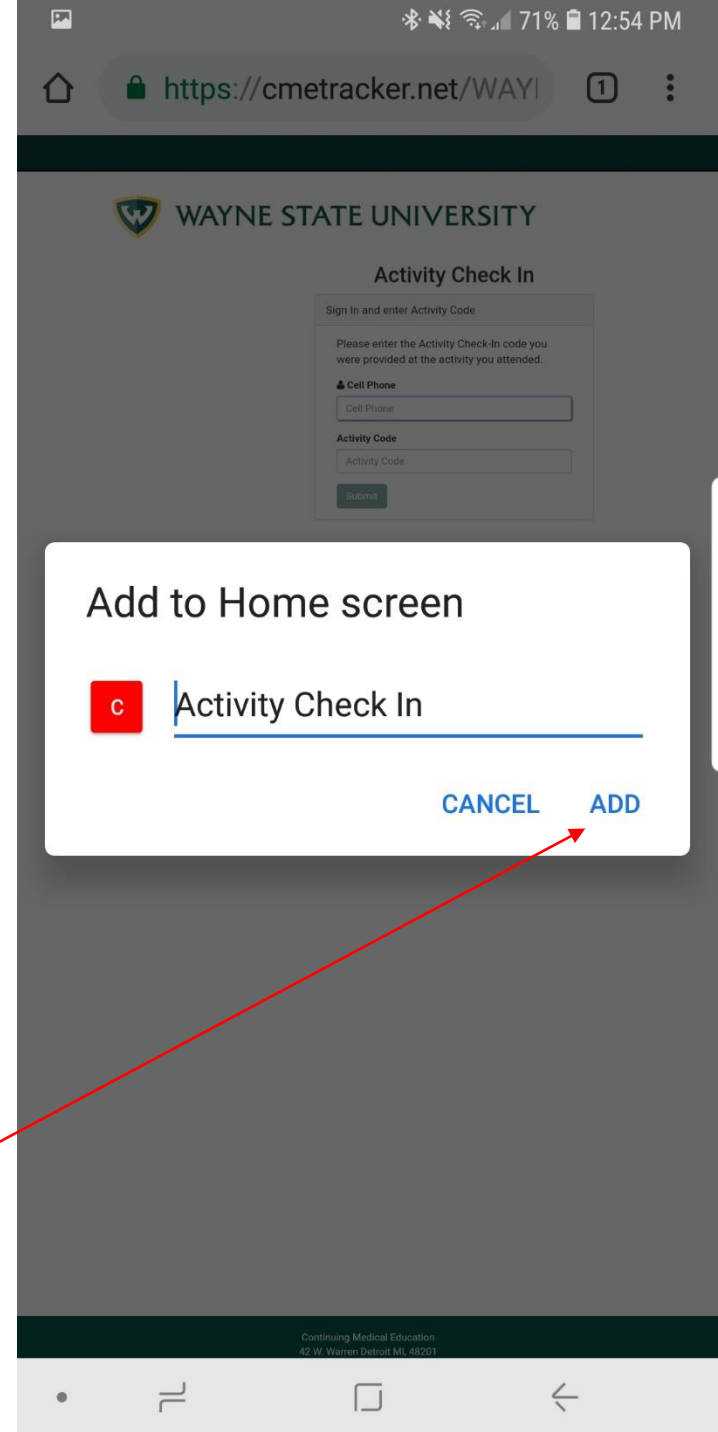 71% 12:54 PM
https://cmetracker.net/WAY
1
W WAYNE STATE UNIVERSITY
Activity Check In
Sign In and enter Activity Code
Please enter the Activity Check-In code you
were provided at the activity you attended.
Cell Phone
Cell Phone
Activity Code
Activity Code
Submit
Add to Home screen
C Activity Check In
CANCEL ADD
Continuing Medical Education
42 W. Warren Detroit MI, 48201